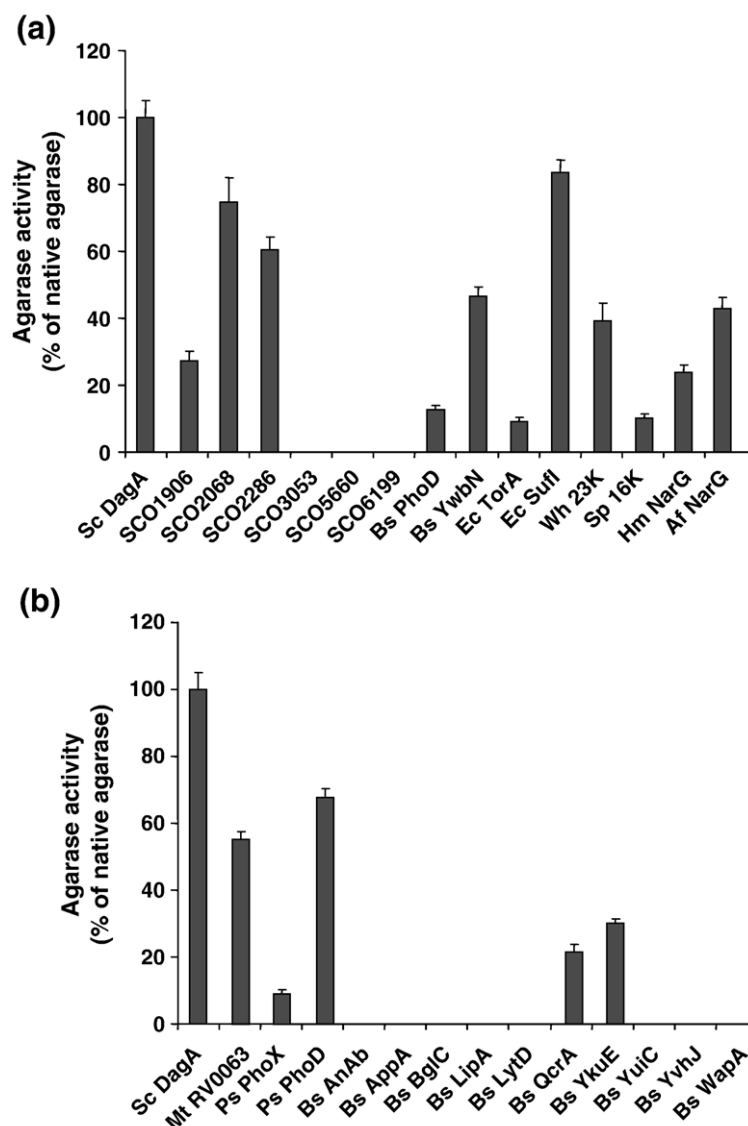 (a)
Agarase activity
(% of native agarase)
120
100
80
60
40
20
0
Sc DagA
SCO1906
SCO2068
SCO2286
SCO3053
SCO5660
SCO6199
Bs PhoD
Bs YwbN
Ec TorA
Ec SufI
Wh 23K
Sp 16K
Hm NarG
Af NarG
(b)
Agarase activity
(% of native agarase)
120
100
80
60
40
20
0
Sc DagA
Mt RV0063
Ps PhoX
Ps PhoD
Bs AnAb
Bs AppA
Bs BglC
Bs LipA
Bs LytD
Bs QcrA
Bs YkuE
Bs YuiC
Bs YvhJ
Bs WapA